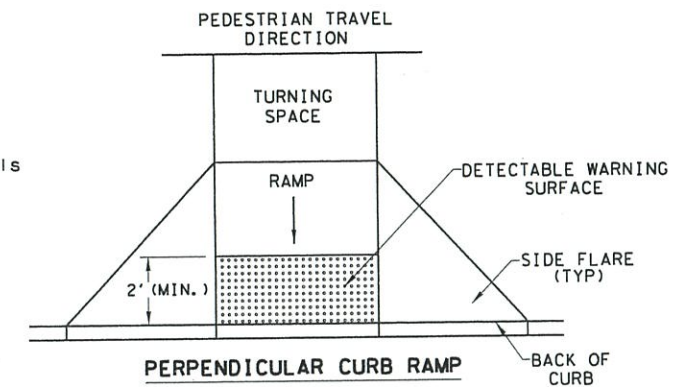 PEDESTRIAN TRAVEL
DIRECTION
TURNING
SPACE
ls
RAMP
DETECTABLE WARNING
SURFACE
2' (MIN.)
SIDE FLARE
(TYP)
PERPENDICULAR CURB RAMP
BACK OF
CURB